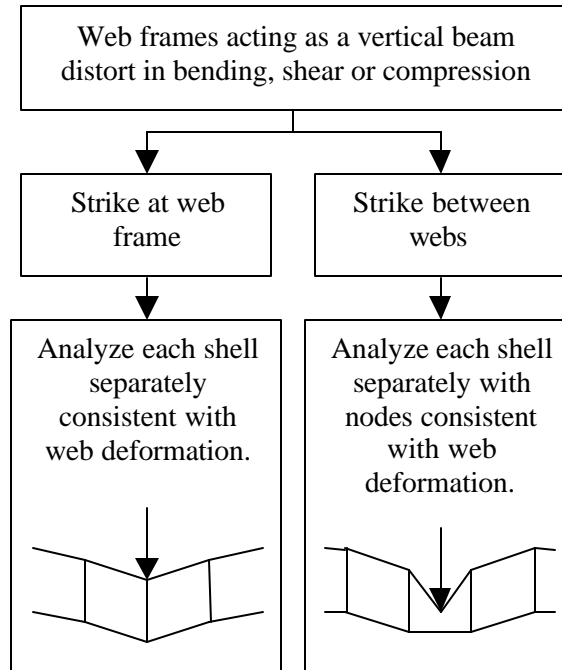 Web frames acting as a vertical beam
distort in bending, shear or compression
Strike at web
frame
Strike between
webs
Analyze each shell
separately
consistent with
web deformation.
Analyze each shell
separately with
nodes consistent
with web
deformation.